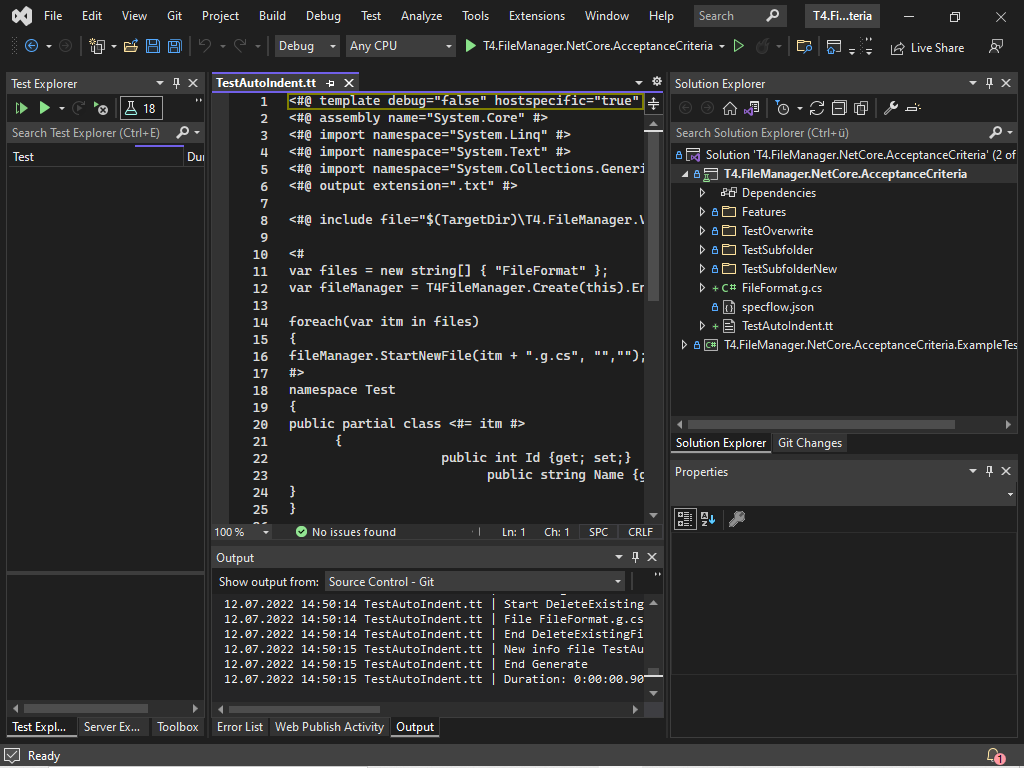 File Edit View Git Project Build Debug Test Analyze Tools Extensions Window Help Search T4.Fi...teria
Debug Any CPU T4.FileManager.NetCore.AcceptanceCriteria Live Share
Test Explorer
18
Search Test Explorer (Ctrl+E)
Test Dur
Test Expl... Server Ex... Toolbox
TestAutoIndent.tt
1 <#@ template debug="false" hostspecific="true"
2 <#@ assembly name="System.Core" #>
3 <#@ import namespace="System.Linq" #>
4 <#@ import namespace="System.Text" #>
5 <#@ import namespace="System.Collections.Generi
6 <#@ output extension=".txt" #>
7
8 <#@ include file="$(TargetDir)\T4.FileManager.V
9
10 <#
11 var files = new string[] { "FileFormat" };
12 var fileManager = T4FileManager.Create(this).En
13
14 foreach(var itm in files)
15 {
16 fileManager.StartNewFile(itm + ".g.cs", "","");
17 #>
18 namespace Test
19 {
20 public partial class <#= itm #>
21 {
22 public int Id {get; set;}
23 public string Name {g
24 }
25 }
100 % No issues found Ln: 1 Ch: 1 SPC CRLF
Output
Show output from: Source Control - Git
12.07.2022 14:50:14 TestAutoIndent.tt | Start DeleteExisting
12.07.2022 14:50:14 TestAutoIndent.tt | File FileFormat.g.cs
12.07.2022 14:50:14 TestAutoIndent.tt | End DeleteExistingFi
12.07.2022 14:50:15 TestAutoIndent.tt | New info file TestAu
12.07.2022 14:50:15 TestAutoIndent.tt | End Generate
12.07.2022 14:50:15 TestAutoIndent.tt | Duration: 0:00:00.90
Error List Web Publish Activity Output
Solution Explorer
Search Solution Explorer (Ctrl+ü)
Solution 'T4.FileManager.NetCore.AcceptanceCriteria' (2 of
T4.FileManager.NetCore.AcceptanceCriteria
Dependencies
Features
TestOverwrite
TestSubfolder
TestSubfolderNew
C# FileFormat.g.cs
specflow.json
TestAutoIndent.tt
C# T4.FileManager.NetCore.AcceptanceCriteria.ExampleTes
Solution Explorer Git Changes
Properties
Ready 1